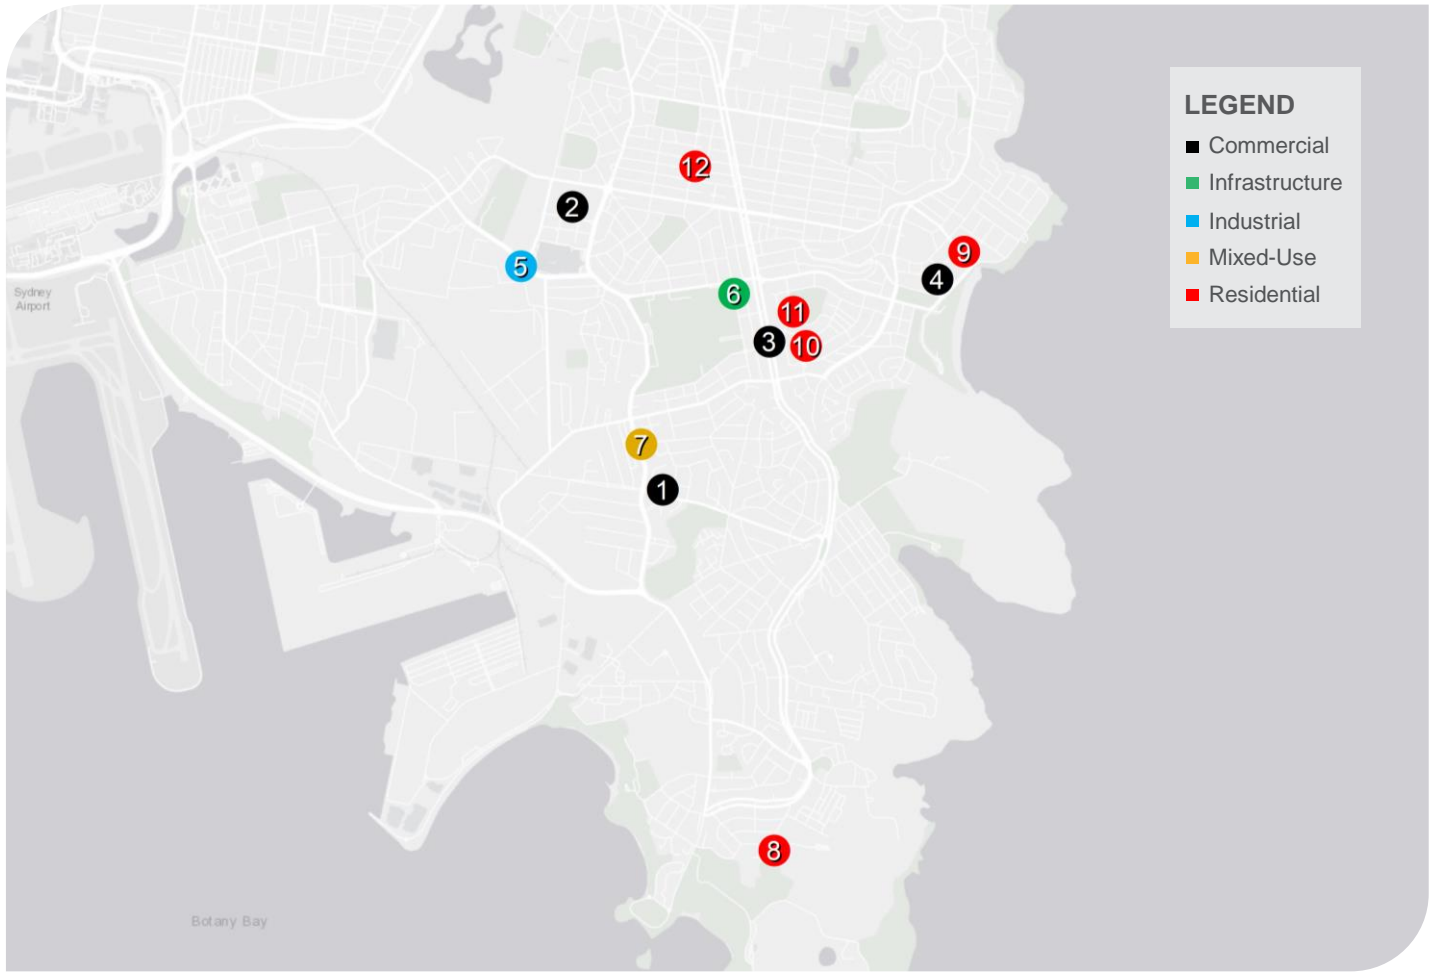 LEGEND
Commercial
Infrastructure
Industrial
Mixed-Use
Residential
12
2
9
5
4
6
11
3
10
Sydney
Airport
7
1
8
Botany Bay